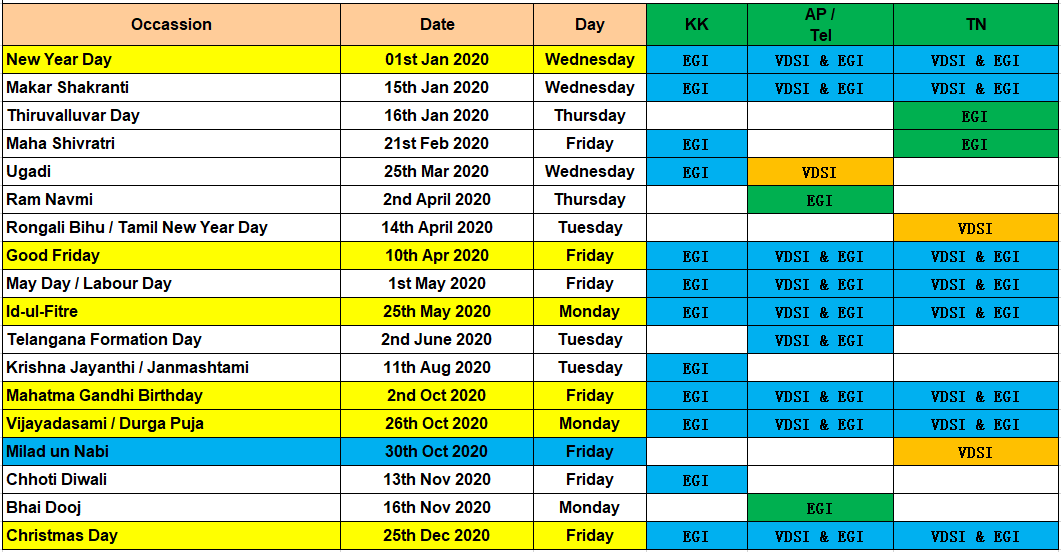 Occassion Date Day KK AP / Tel TN
New Year Day 01st Jan 2020 Wednesday EGI VDSI & EGI VDSI & EGI
Makar Shakranti 15th Jan 2020 Wednesday EGI VDSI & EGI VDSI & EGI
Thiruvalluvar Day 16th Jan 2020 Thursday EGI
Maha Shivratri 21st Feb 2020 Friday EGI EGI
Ugadi 25th Mar 2020 Wednesday EGI VDSI
Ram Navmi 2nd April 2020 Thursday EGI
Rongali Bihu / Tamil New Year Day 14th April 2020 Tuesday VDSI
Good Friday 10th Apr 2020 Friday EGI VDSI & EGI VDSI & EGI
May Day / Labour Day 1st May 2020 Friday EGI VDSI & EGI VDSI & EGI
Id-ul-Fitre 25th May 2020 Monday EGI VDSI & EGI VDSI & EGI
Telangana Formation Day 2nd June 2020 Tuesday VDSI & EGI
Krishna Jayanthi / Janmashtami 11th Aug 2020 Tuesday EGI
Mahatma Gandhi Birthday 2nd Oct 2020 Friday EGI VDSI & EGI VDSI & EGI
Vijayadasami / Durga Puja 26th Oct 2020 Monday EGI VDSI & EGI VDSI & EGI
Milad un Nabi 30th Oct 2020 Friday VDSI
Chhoti Diwali 13th Nov 2020 Friday EGI
Bhai Dooj 16th Nov 2020 Monday EGI
Christmas Day 25th Dec 2020 Friday EGI VDSI & EGI VDSI & EGI